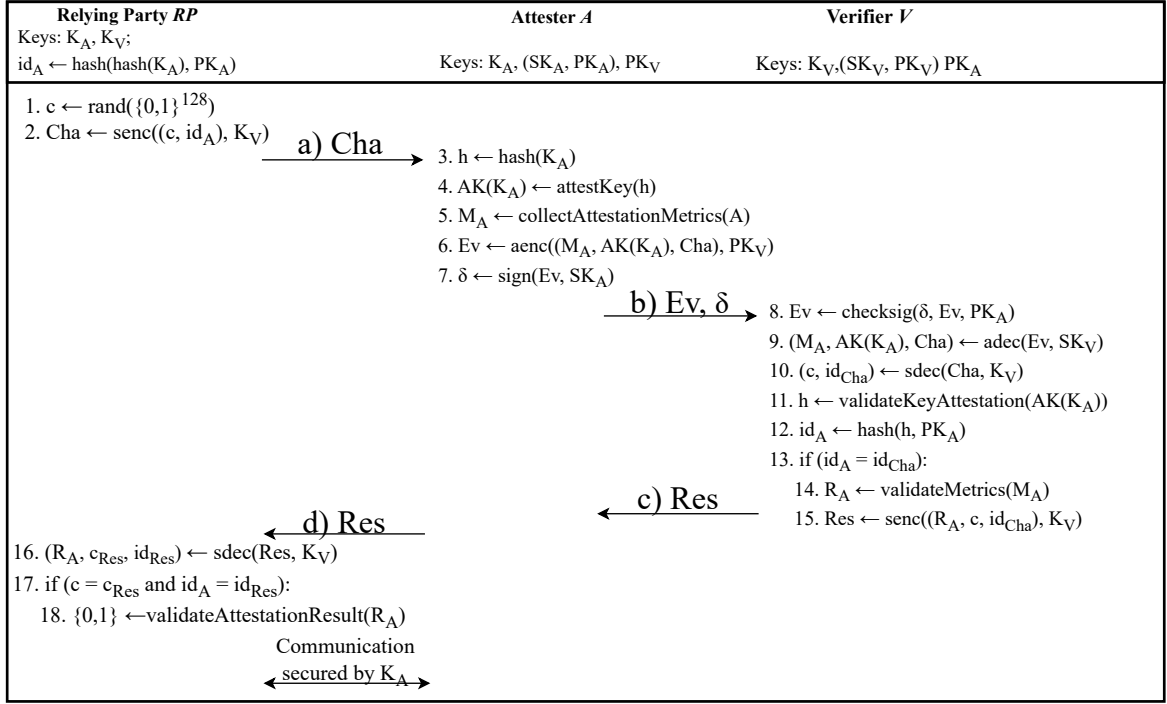 Relying Party RP
Keys: K_A, K_V;
id_A ← hash(hash(K_A), PK_A)
Attester A
Keys: K_A, (SK_A, PK_A), PK_V
Verifier V
Keys: K_V,(SK_V, PK_V) PK_A
1. c ← rand({0,1}^128)
2. Cha ← senc((c, id_A), K_V)
a) Cha
3. h ← hash(K_A)
4. AK(K_A) ← attestKey(h)
5. M_A ← collectAttestationMetrics(A)
6. Ev ← aenc((M_A, AK(K_A), Cha), PK_V)
7. δ ← sign(Ev, SK_A)
b) Ev, δ
8. Ev ← checksig(δ, Ev, PK_A)
9. (M_A, AK(K_A), Cha) ← adec(Ev, SK_V)
10. (c, id_Cha) ← sdec(Cha, K_V)
11. h ← validateKeyAttestation(AK(K_A))
12. id_A ← hash(h, PK_A)
13. if (id_A = id_Cha):
14. R_A ← validateMetrics(M_A)
15. Res ← senc((R_A, c, id_Cha), K_V)
c) Res
d) Res
16. (R_A, c_Res, id_Res) ← sdec(Res, K_V)
17. if (c = c_Res and id_A = id_Res):
18. {0,1} ←validateAttestationResult(R_A)
Communication
secured by K_A